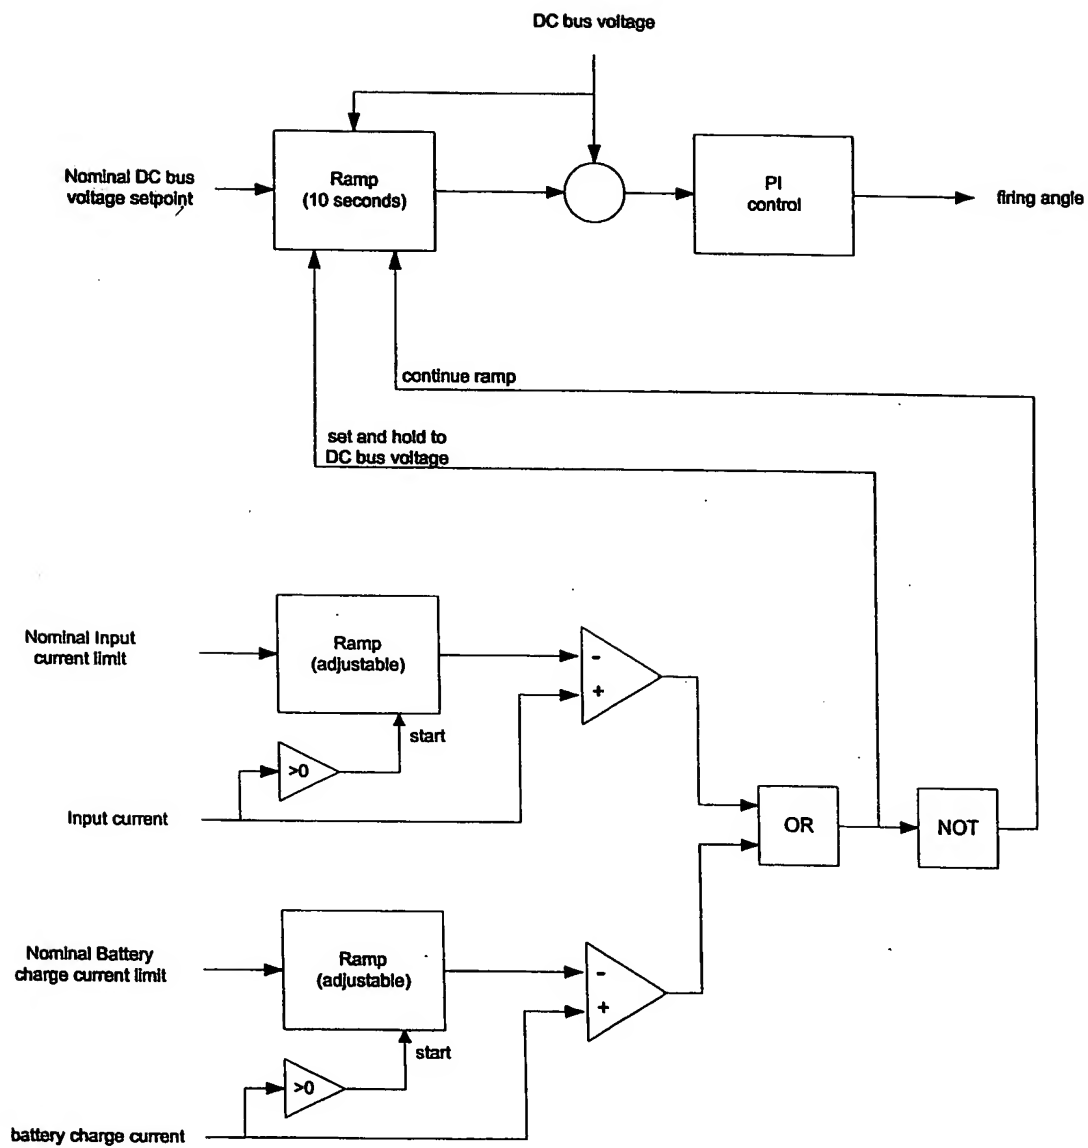 DC bus voltage
Nominal DC bus
voltage setpoint
Ramp
(10 seconds)
PI
control
firing angle
continue ramp
set and hold to
DC bus voltage
Nominal Input
current limit
Ramp
(adjustable)
-
+
start
>0
Input current
OR
NOT
Nominal Battery
charge current limit
Ramp
(adjustable)
-
+
start
>0
battery charge current